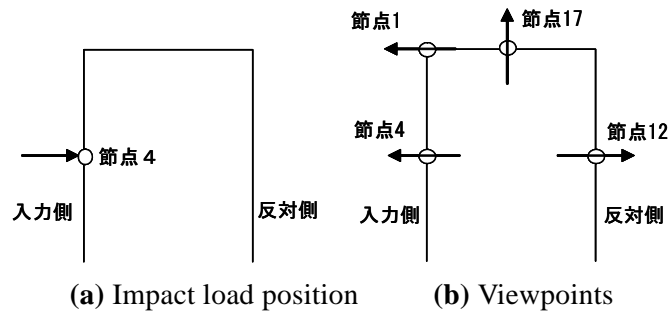 節点1
節点17
節点4
節点4
節点12
入力側
反対側
入力側
反対側
(a) Impact load position
(b) Viewpoints